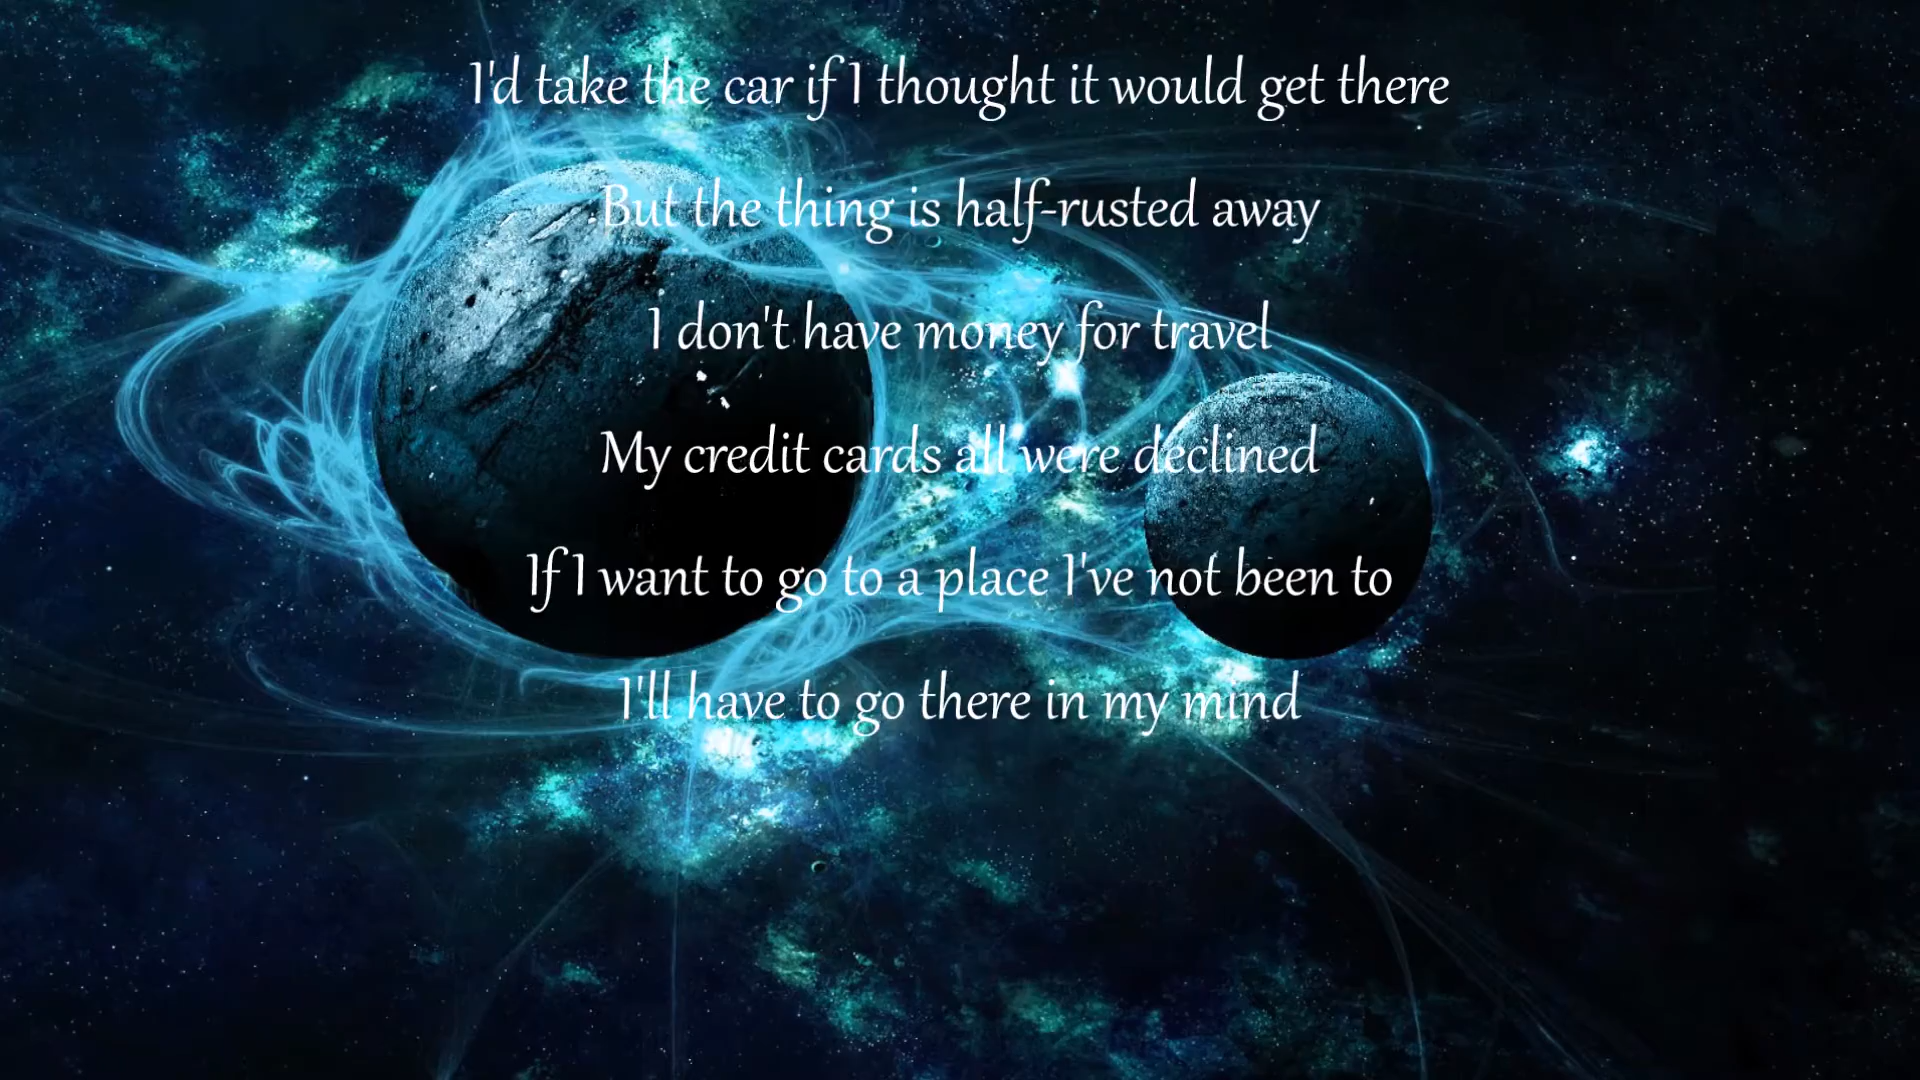 I'd take the car if I thought it would get there
But the thing is half-rusted away
I don't have money for travel
My credit cards all were declined
If I want to go to a place I've not been to
I'll have to go there in my mind